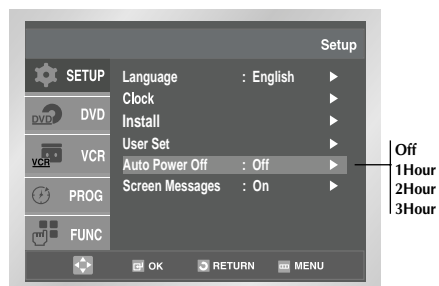 Setup
SETUP
DVD
DVD
VCR
VCR
PROG
FUNC
Language : English
Clock
Install
User Set
Auto Power Off : Off
Screen Messages : On
OK RETURN MENU
Off
1Hour
2Hour
3Hour